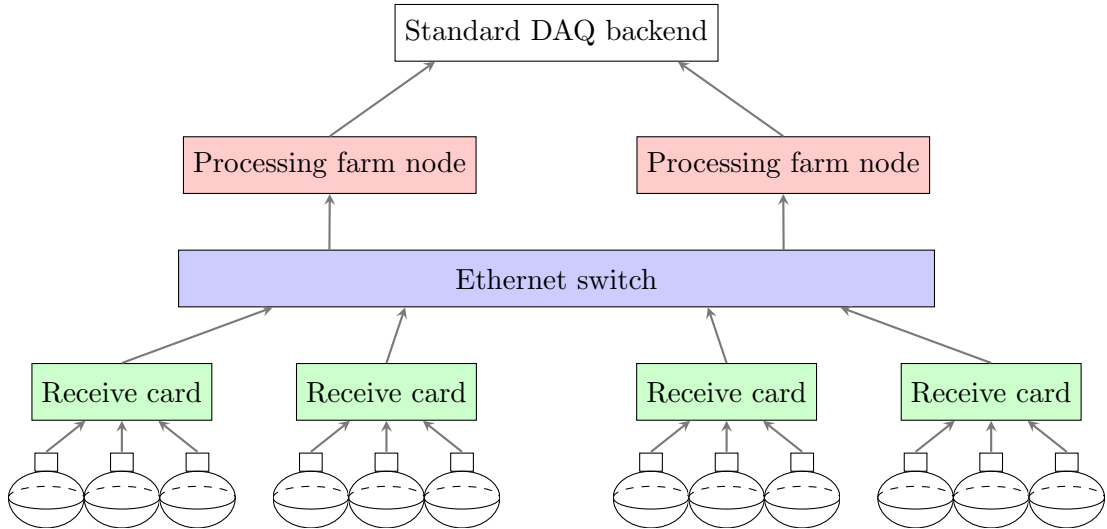 Standard DAQ backend
Processing farm node
Processing farm node
Ethernet switch
Receive card
Receive card
Receive card
Receive card